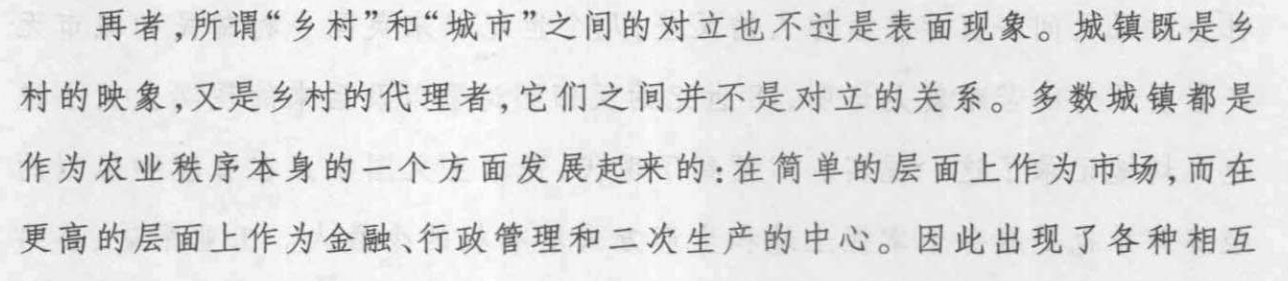 再者,所谓“乡村”和“城市”之间的对立也不过是表面现象。城镇既是乡
村的映象,又是乡村的代理者,它们之间并不是对立的关系。多数城镇都是
作为农业秩序本身的一个方面发展起来的:在简单的层面上作为市场,而在
更高的层面上作为金融、行政管理和二次生产的中心。因此出现了各种相互